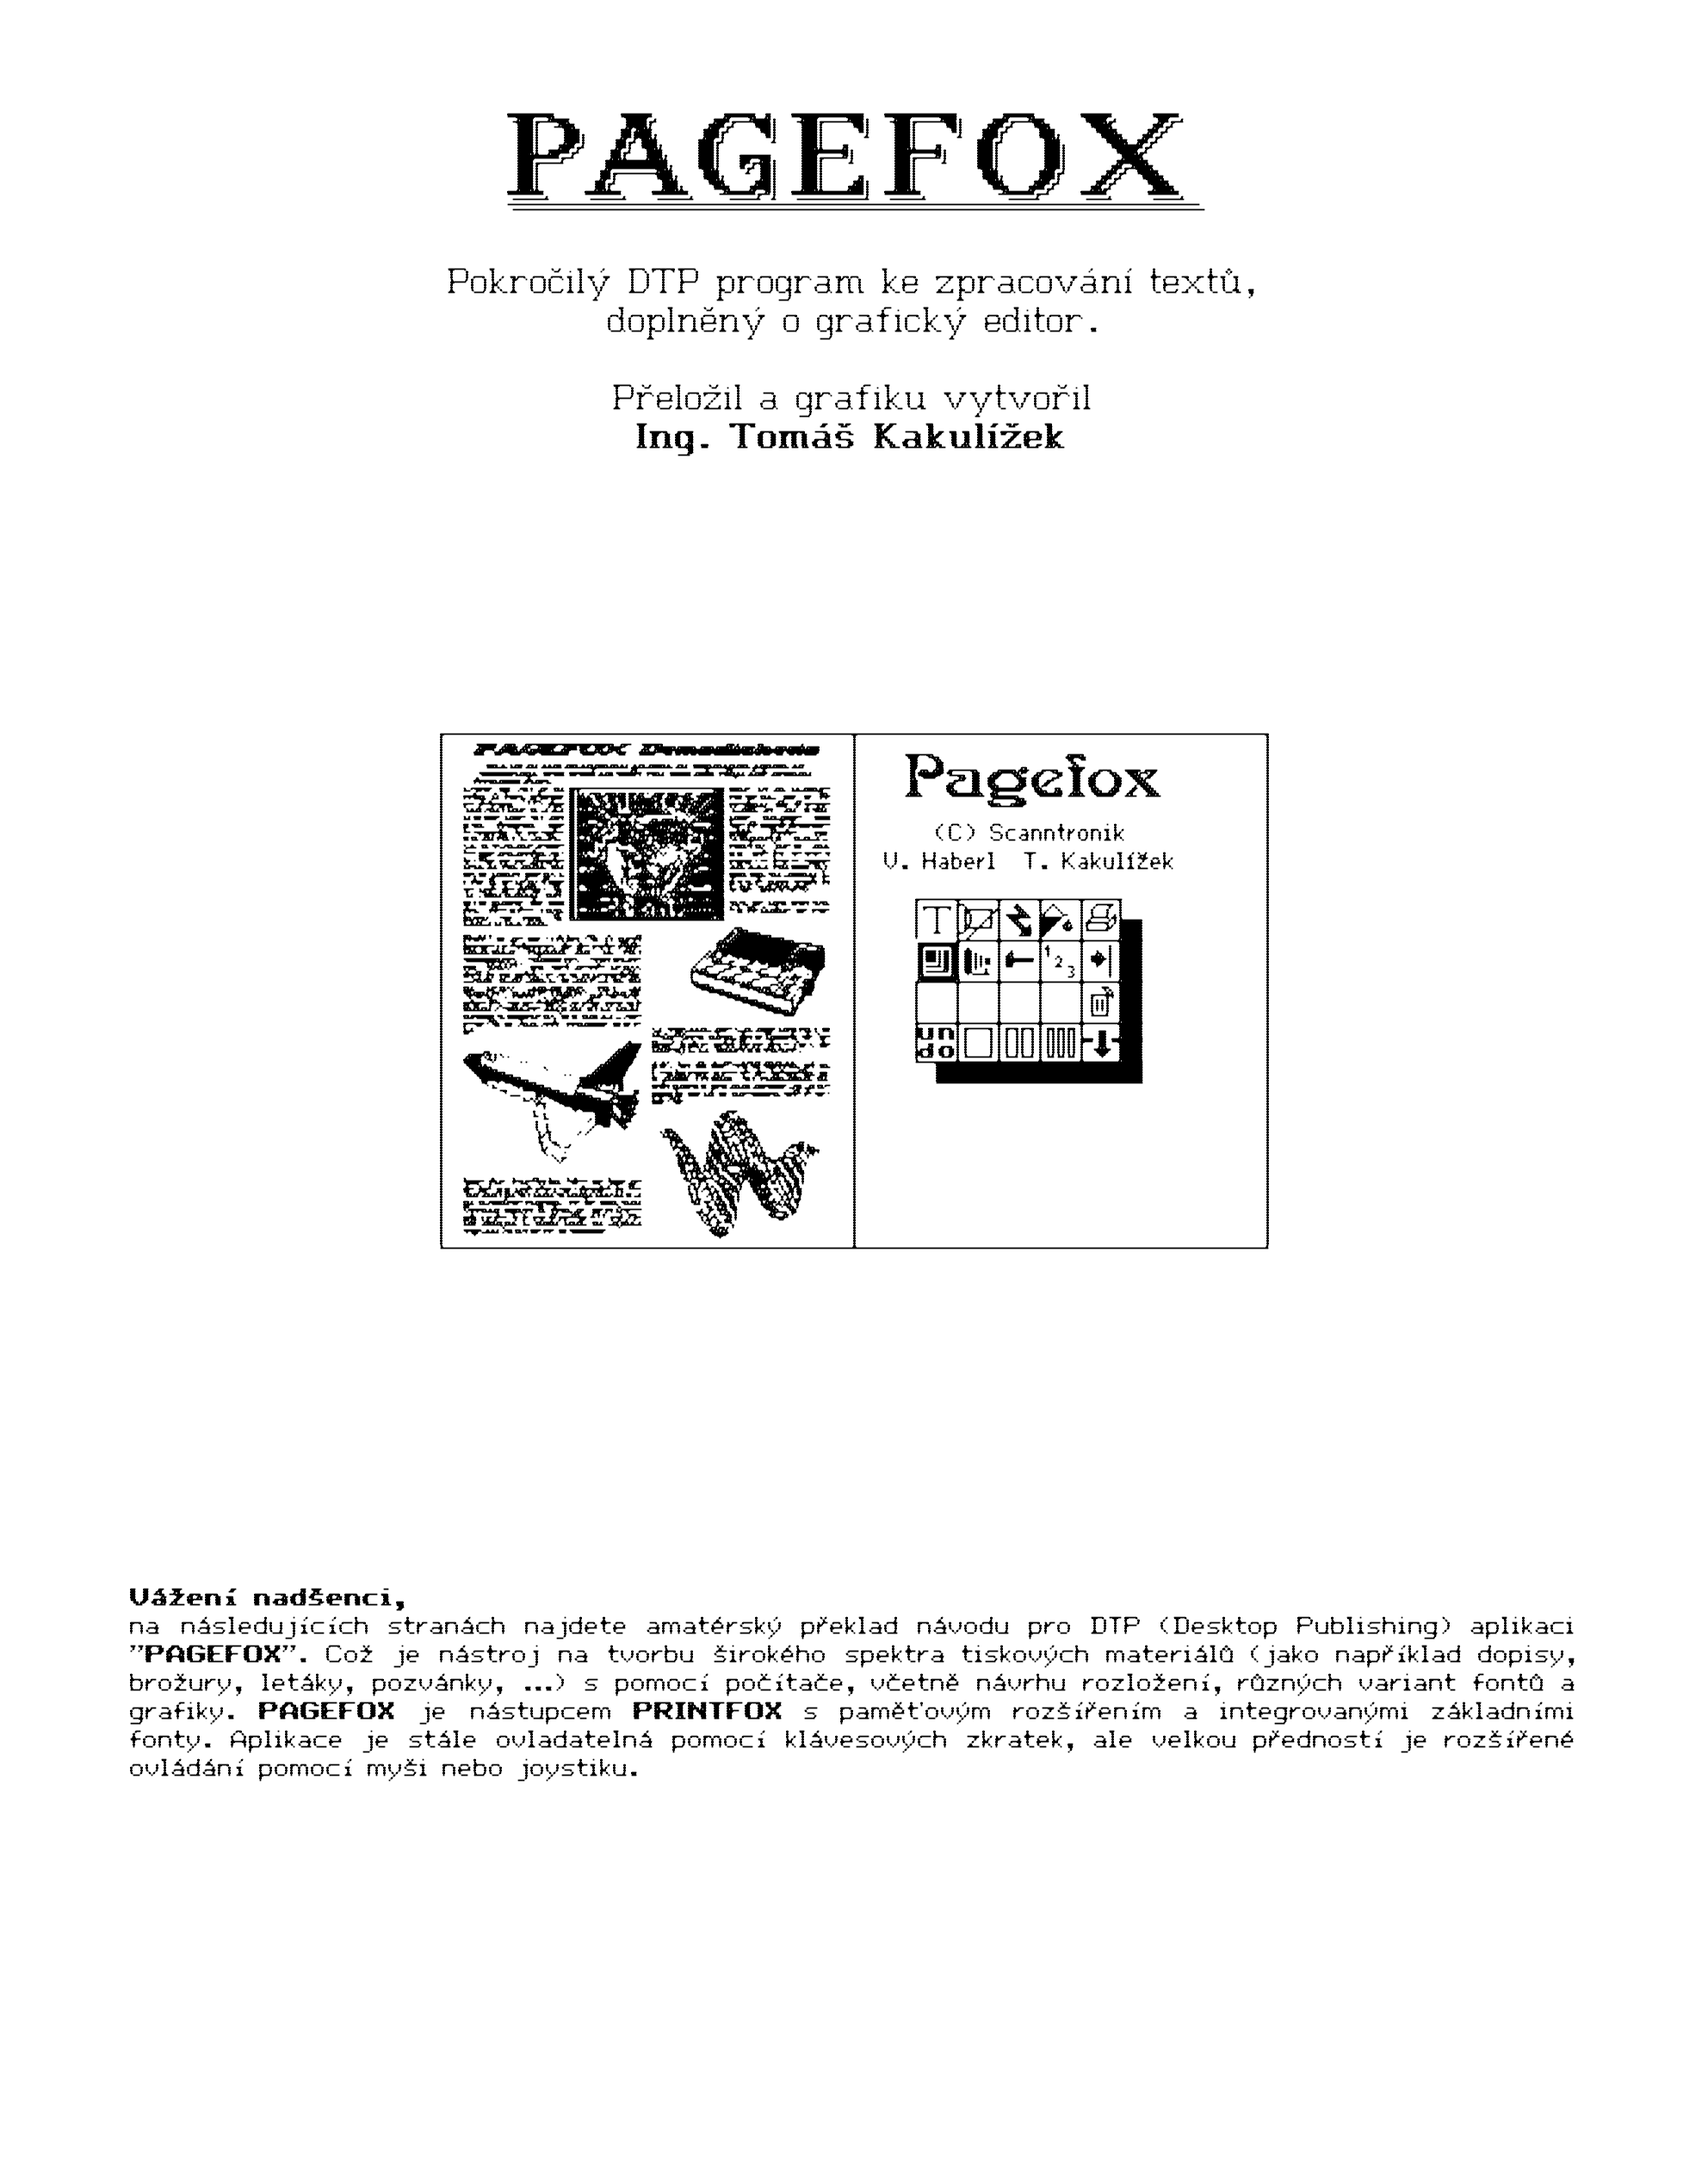 PAGEFOX
Pokročilý DTP program ke zpracování textů,
doplněný o grafický editor.
Přeložil a grafiku vytvořil
Ing. Tomáš Kakulížek
PAGEFOX
Pagefox
(C) Scanntronik
V. Haberl T. Kakulížek
T
1 2 3
un
do
Vážení nadšenci,
na následujících stranách najdete amatérský překlad návodu pro DTP (Desktop Publishing) aplikaci
"PAGEFOX". Což je nástroj na tvorbu širokého spektra tiskových materiálů (jako například dopisy,
brožury, letáky, pozvánky, ...) s pomocí počítače, včetně návrhu rozložení, různých variant fontů a
grafiky. PAGEFOX je nástupcem PRINTFOX s paměťovým rozšířením a integrovanými základními
fonty. Aplikace je stále ovladatelná pomocí klávesových zkratek, ale velkou předností je rozšířené
ovládání pomocí myši nebo joystiku.